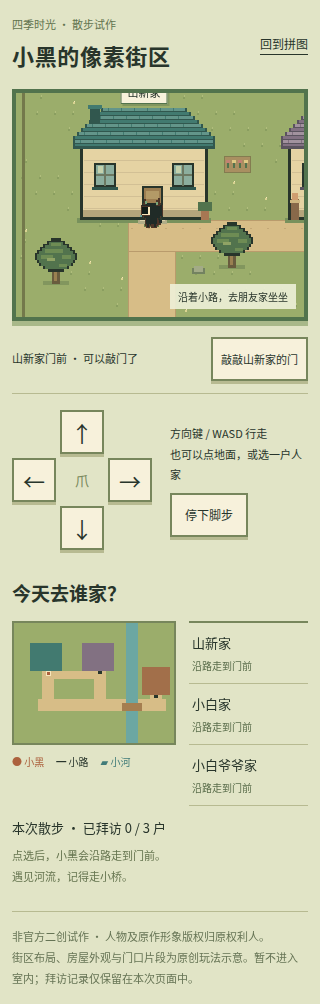 四季时光 · 散步试作
小黑的像素街区
回到拼图
山新家
沿着小路，去朋友家坐坐
山新家门前 · 可以敲门了
敲敲山新家的门
↑
← 爪 →
↓
方向键 / WASD 行走
也可以点地面，或选一户人
家
停下脚步
今天去谁家？
山新家
沿路走到门前
小白家
沿路走到门前
小白爷爷家
沿路走到门前
小黑 小路 小河
本次散步 · 已拜访 0 / 3 户
点选后，小黑会沿路走到门前。
遇见河流，记得走小桥。
非官方二创试作 · 人物及原作形象版权归原权利人。
街区布局、房屋外观与门口片段为原创玩法示意。暂不进入
室内；拜访记录仅保留在本次页面中。